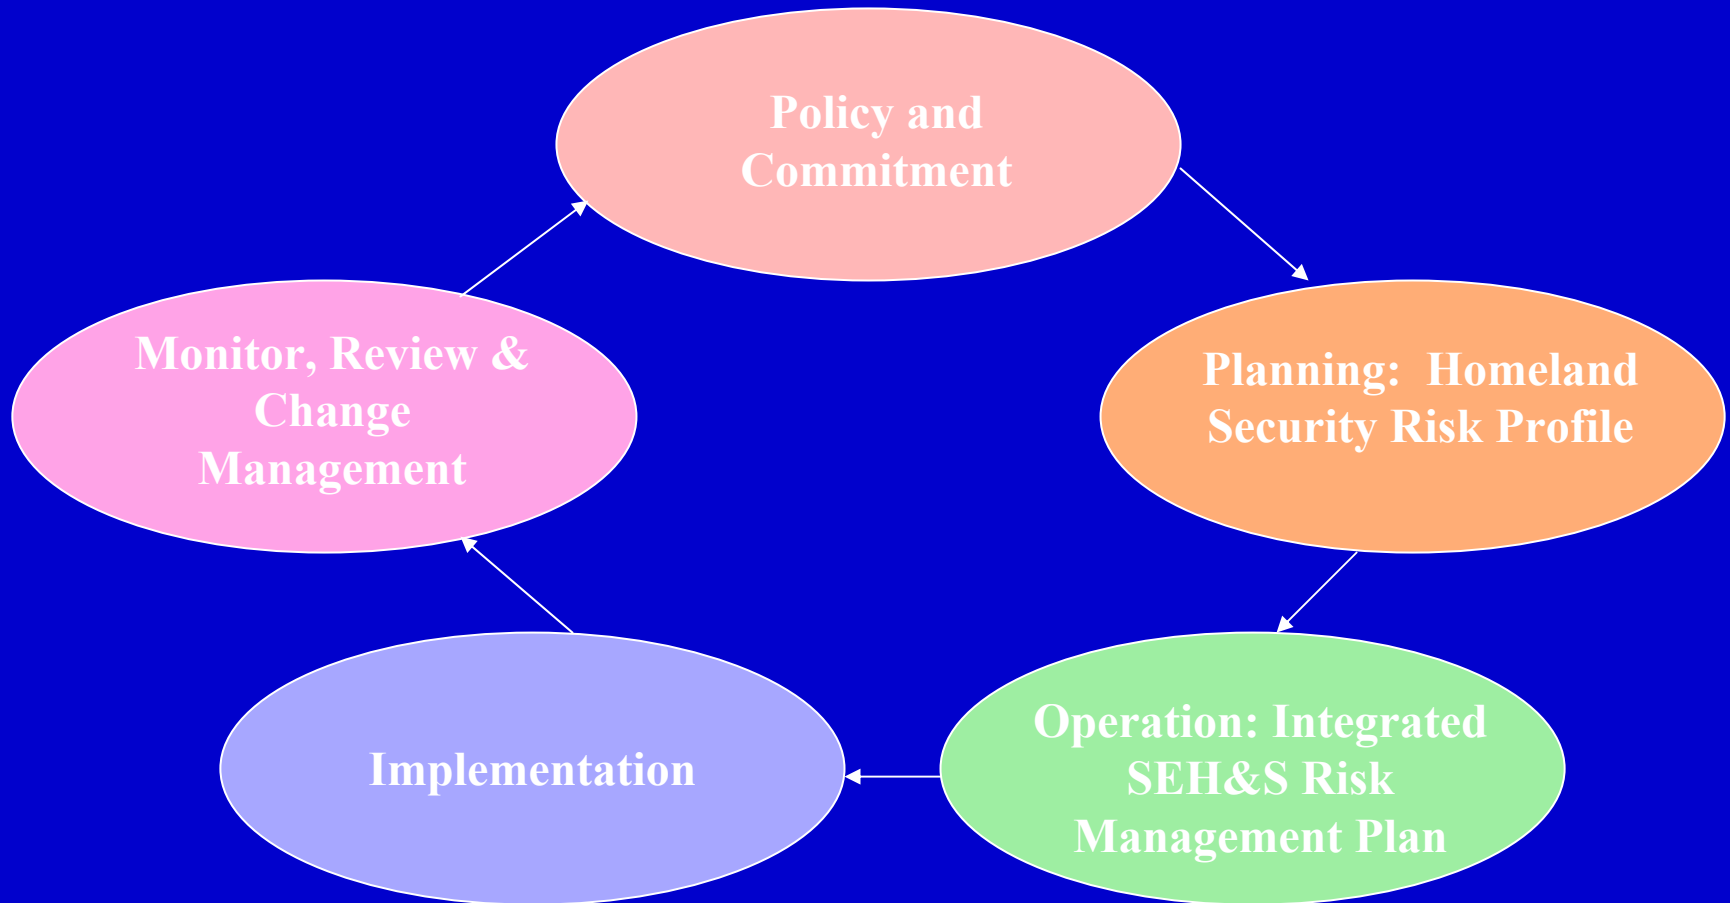 Policy and
Commitment
Planning:  Homeland
Security Risk Profile
Operation: Integrated
SEH&S Risk
Management Plan
Implementation
Monitor, Review &
Change
Management